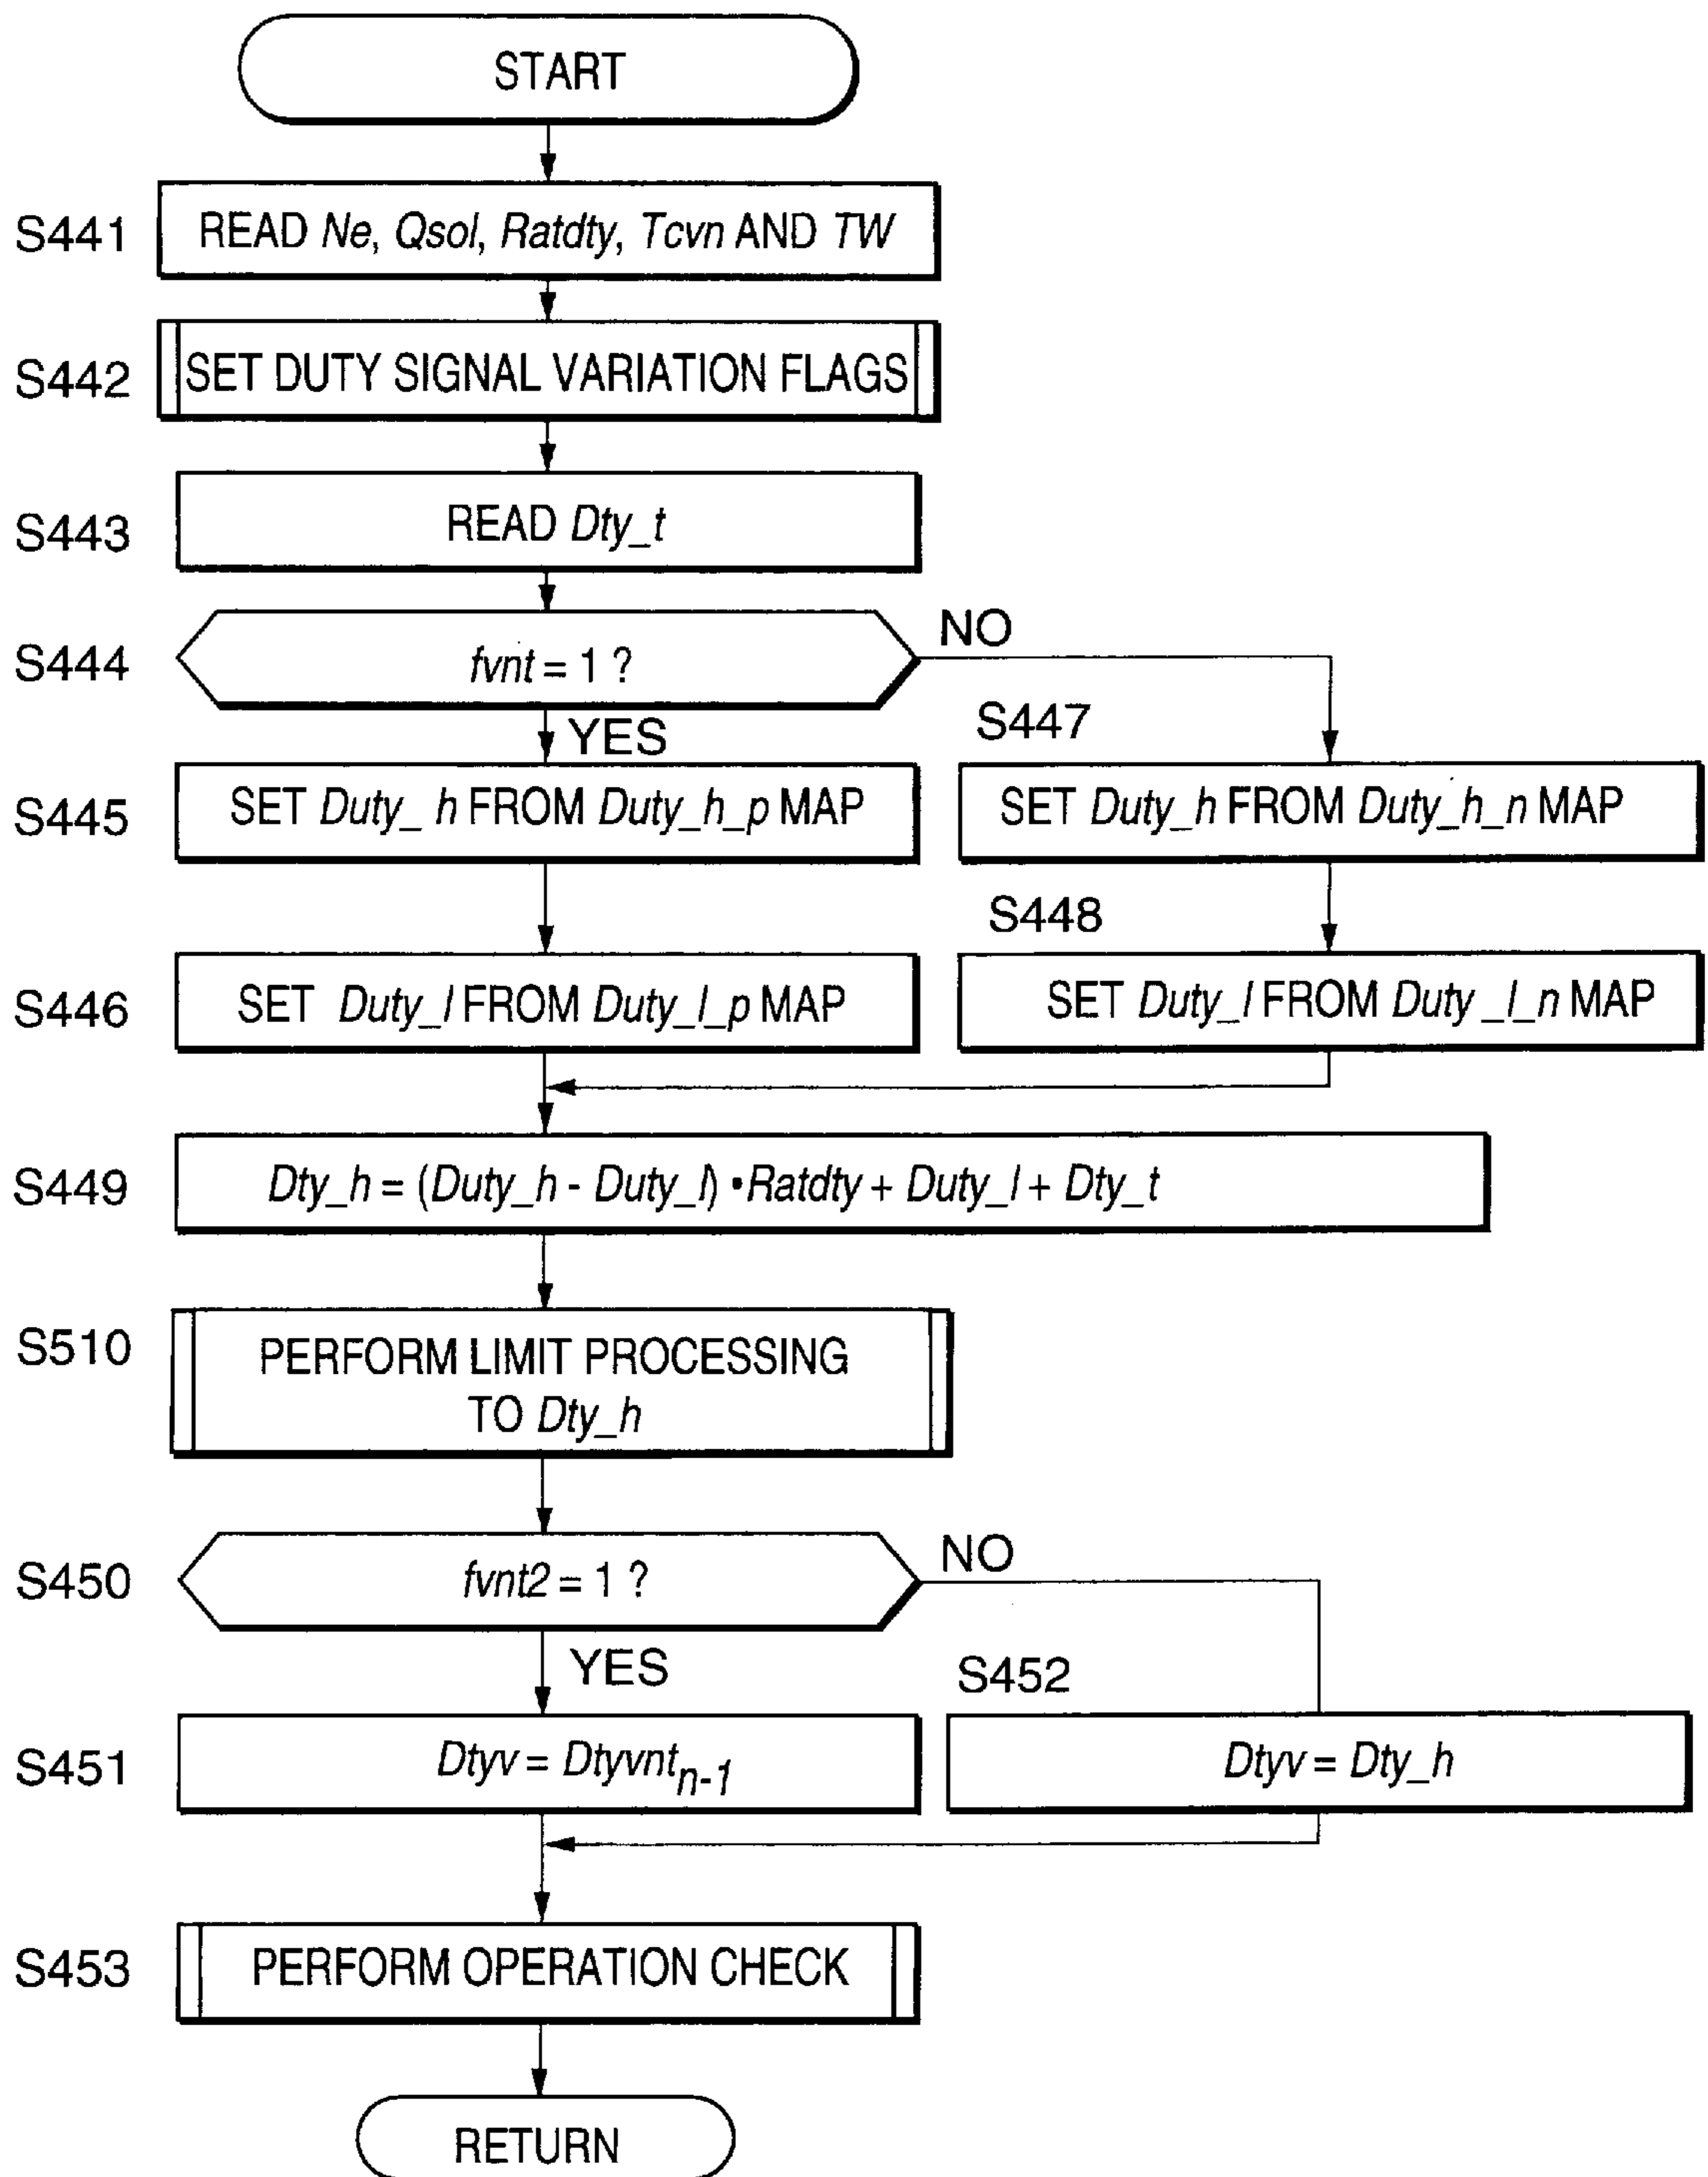 START
S441
READ Ne, Qsol, Ratdty, Tcvn AND TW
S442
SET DUTY SIGNAL VARIATION FLAGS
S443
READ Dty_t
S444
fvnt = 1 ?
NO
YES
S447
S445
SET Duty_ h FROM Duty_h_p MAP
SET Duty_h FROM Duty_h_n MAP
S448
S446
SET Duty_l FROM Duty_l_p MAP
SET Duty_l FROM Duty _l_n MAP
S449
Dty_h = (Duty_h - Duty_l) •Ratdty + Duty_l + Dty_t
S510
PERFORM LIMIT PROCESSING
TO Dty_h
S450
fvnt2 = 1 ?
NO
YES
S452
S451
Dtyv = Dtyvnt n-1
Dtyv = Dty_h
S453
PERFORM OPERATION CHECK
RETURN